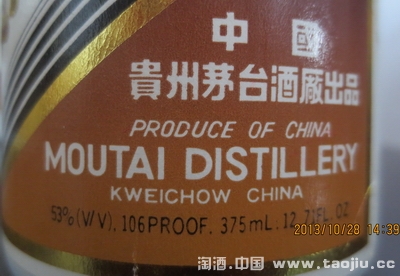 中國
貴州茅台酒廠出品
PRODUCE OF CHINA
MOUTAI DISTILLERY
KWEICHOW CHINA
53%(V/V). 106PROOF. 375mL. 12.71FL. OZ
2013/10/28 14:39
淘酒.中国 www.taojiu.cc